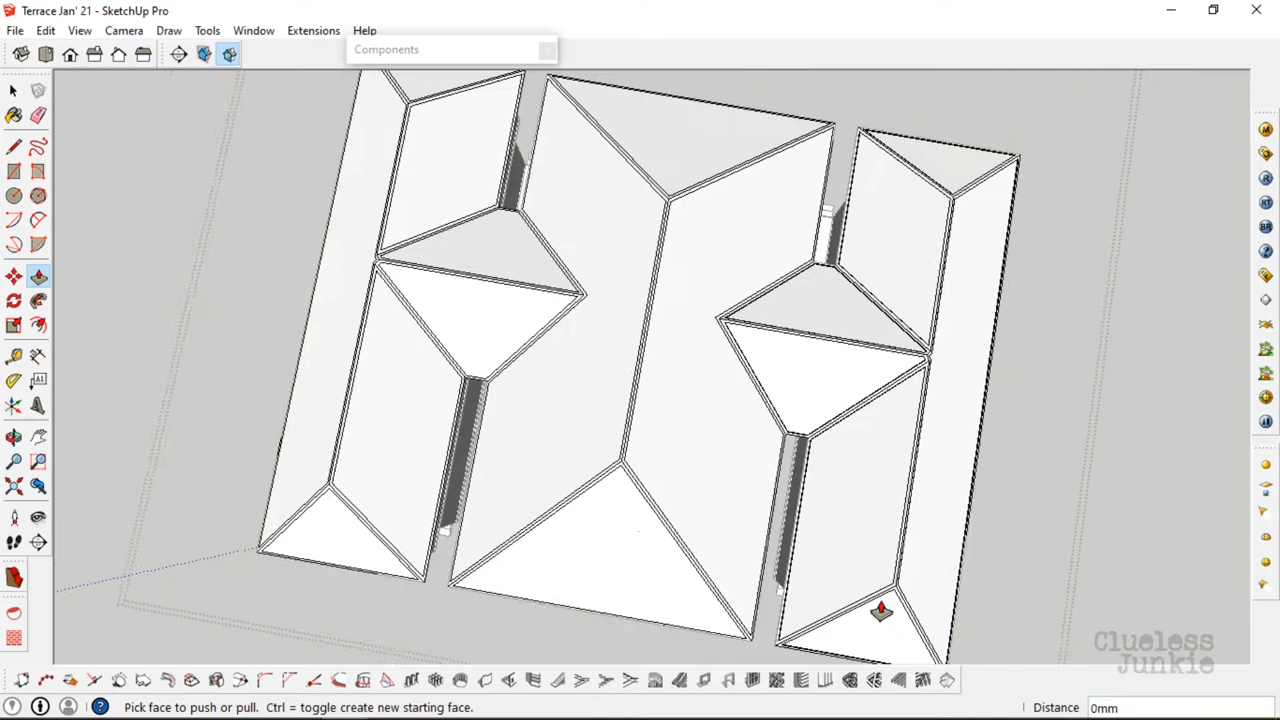 Terrace Jan' 21 - SketchUp Pro
File Edit View Camera Draw Tools Window Extensions Help
Components
Clueless
Junkie
Pick face to push or pull. Ctrl = toggle create new starting face.
Distance 0mm